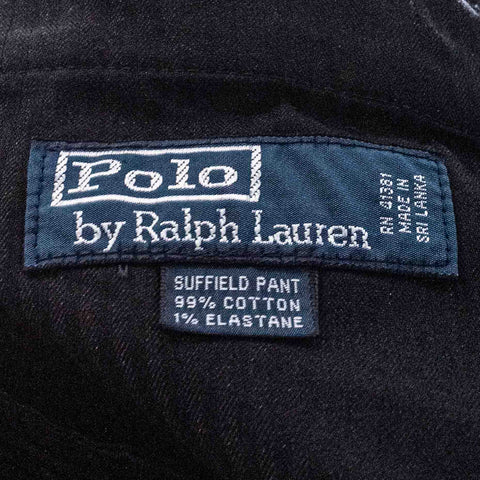 Polo
by Ralph Lauren
RN 41381
MADE IN
SRI LANKA
SUFFIELD PANT
99% COTTON
1% ELASTANE